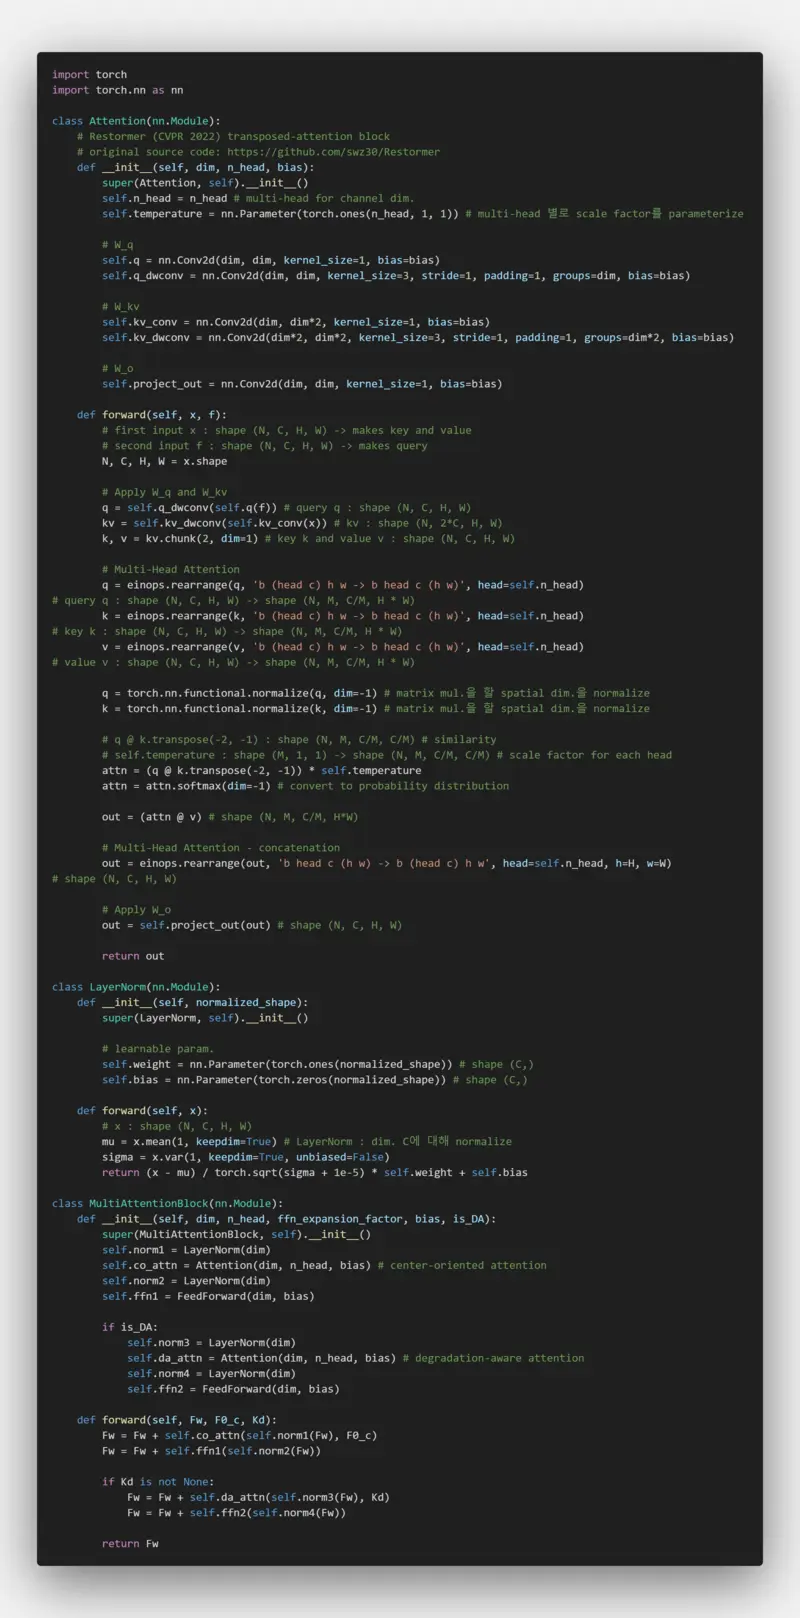 import torch
import torch.nn as nn
class Attention(nn.Module):
# Restormer (CVPR 2022) transposed-attention block
# original source code: https://github.com/swz30/Restormer
def __init__(self, dim, n_head, bias):
super(Attention, self).__init__()
self.n_head = n_head # multi-head for channel dim.
self.temperature = nn.Parameter(torch.ones(n_head, 1, 1)) # multi-head 별로 scale factor를 parameterize
# W_q
self.q = nn.Conv2d(dim, dim, kernel_size=1, bias=bias)
self.q_dwconv = nn.Conv2d(dim, dim, kernel_size=3, stride=1, padding=1, groups=dim, bias=bias)
# W_kv
self.kv_conv = nn.Conv2d(dim, dim*2, kernel_size=1, bias=bias)
self.kv_dwconv = nn.Conv2d(dim*2, dim*2, kernel_size=3, stride=1, padding=1, groups=dim*2, bias=bias)
# W_o
self.project_out = nn.Conv2d(dim, dim, kernel_size=1, bias=bias)
def forward(self, x, f):
# first input x : shape (N, C, H, W) -> makes key and value
# second input f : shape (N, C, H, W) -> makes query
N, C, H, W = x.shape
# Apply W_q and W_kv
q = self.q_dwconv(self.q(f)) # query q : shape (N, C, H, W)
kv = self.kv_dwconv(self.kv_conv(x)) # kv : shape (N, 2*C, H, W)
k, v = kv.chunk(2, dim=1) # key k and value v : shape (N, C, H, W)
# Multi-Head Attention
q = einops.rearrange(q, 'b (head c) h w -> b head c (h w)', head=self.n_head)
# query q : shape (N, C, H, W) -> shape (N, M, C/M, H * W)
k = einops.rearrange(k, 'b (head c) h w -> b head c (h w)', head=self.n_head)
# key k : shape (N, C, H, W) -> shape (N, M, C/M, H * W)
v = einops.rearrange(v, 'b (head c) h w -> b head c (h w)', head=self.n_head)
# value v : shape (N, C, H, W) -> shape (N, M, C/M, H * W)
q = torch.nn.functional.normalize(q, dim=-1) # matrix mul.을 할 spatial dim.을 normalize
k = torch.nn.functional.normalize(k, dim=-1) # matrix mul.을 할 spatial dim.을 normalize
# q @ k.transpose(-2, -1) : shape (N, M, C/M, C/M) # similarity
# self.temperature : shape (M, 1, 1) -> shape (N, M, C/M, C/M) # scale factor for each head
attn = (q @ k.transpose(-2, -1)) * self.temperature
attn = attn.softmax(dim=-1) # convert to probability distribution
out = (attn @ v) # shape (N, M, C/M, H*W)
# Multi-Head Attention - concatenation
out = einops.rearrange(out, 'b head c (h w) -> b (head c) h w', head=self.n_head, h=H, w=W)
# shape (N, C, H, W)
# Apply W_o
out = self.project_out(out) # shape (N, C, H, W)
return out
class LayerNorm(nn.Module):
def __init__(self, normalized_shape):
super(LayerNorm, self).__init__()
# learnable param.
self.weight = nn.Parameter(torch.ones(normalized_shape)) # shape (C,)
self.bias = nn.Parameter(torch.zeros(normalized_shape)) # shape (C,)
def forward(self, x):
# x : shape (N, C, H, W)
mu = x.mean(1, keepdim=True) # LayerNorm : dim. C에 대해 normalize
sigma = x.var(1, keepdim=True, unbiased=False)
return (x - mu) / torch.sqrt(sigma + 1e-5) * self.weight + self.bias
class MultiAttentionBlock(nn.Module):
def __init__(self, dim, n_head, ffn_expansion_factor, bias, is_DA):
super(MultiAttentionBlock, self).__init__()
self.norm1 = LayerNorm(dim)
self.co_attn = Attention(dim, n_head, bias) # center-oriented attention
self.norm2 = LayerNorm(dim)
self.ffn1 = FeedForward(dim, bias)
if is_DA:
self.norm3 = LayerNorm(dim)
self.da_attn = Attention(dim, n_head, bias) # degradation-aware attention
self.norm4 = LayerNorm(dim)
self.ffn2 = FeedForward(dim, bias)
def forward(self, Fw, F0_c, Kd):
Fw = Fw + self.co_attn(self.norm1(Fw), F0_c)
Fw = Fw + self.ffn1(self.norm2(Fw))
if Kd is not None:
Fw = Fw + self.da_attn(self.norm3(Fw), Kd)
Fw = Fw + self.ffn2(self.norm4(Fw))
return Fw